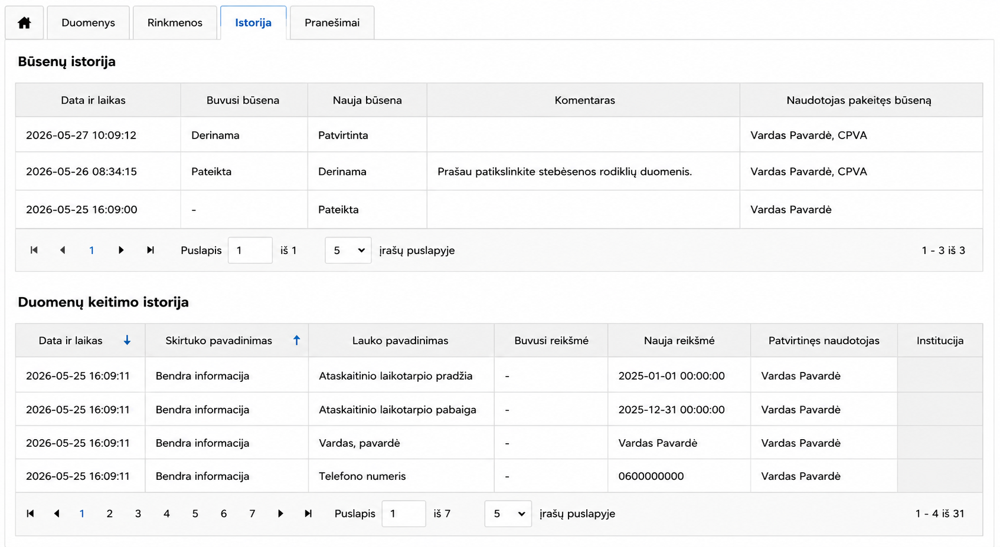 Duomenys Rinkmenos Istorija Pranešimai
Būsenų istorija
Data ir laikas Buvusi būsena Nauja būsena Komentaras Naudotojas pakeitęs būseną
2026-05-27 10:09:12 Derinama Patvirtinta Vardas Pavardė, CPVA
2026-05-26 08:34:15 Pateikta Derinama Prašau patikslinkite stebėsenos rodiklių duomenis. Vardas Pavardė, CPVA
2026-05-25 16:09:00 - Pateikta Vardas Pavardė
1 Puslapis 1 iš 1 5 įrašų puslapyje 1 - 3 iš 3
Duomenų keitimo istorija
Data ir laikas Skirtuko pavadinimas Lauko pavadinimas Buvusi reikšmė Nauja reikšmė Patvirtinęs naudotojas Institucija
2026-05-25 16:09:11 Bendra informacija Ataskaitinio laikotarpio pradžia - 2025-01-01 00:00:00 Vardas Pavardė
2026-05-25 16:09:11 Bendra informacija Ataskaitinio laikotarpio pabaiga - 2025-12-31 00:00:00 Vardas Pavardė
2026-05-25 16:09:11 Bendra informacija Vardas, pavardė - Vardas Pavardė Vardas Pavardė
2026-05-25 16:09:11 Bendra informacija Telefono numeris - 0600000000 Vardas Pavardė
1 2 3 4 5 6 7 Puslapis 1 iš 7 5 įrašų puslapyje 1 - 4 iš 31